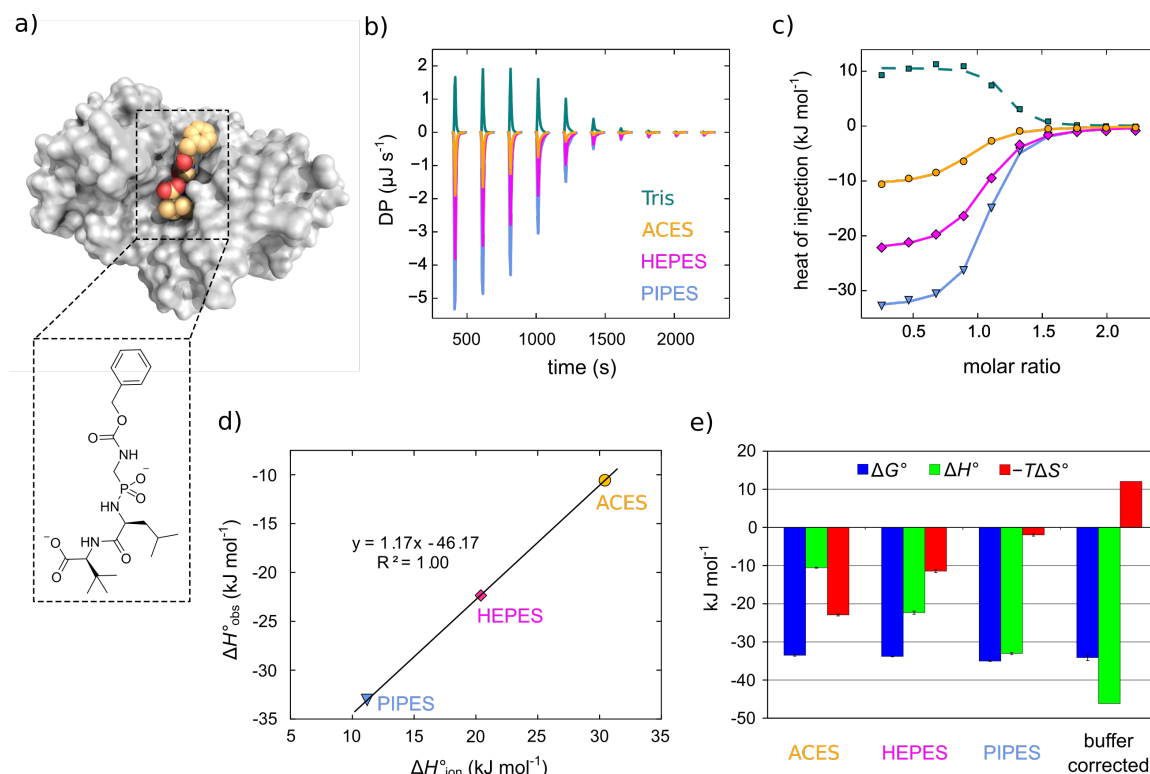 a)
O
O
O
NH
O⁻
P
O
NH
HN
O
⁻O
O
b)
DP (µJ s⁻¹)
2
1
0
−1
−2
−3
−4
−5
Tris
ACES
HEPES
PIPES
500
1000
1500
2000
time (s)
c)
heat of injection (kJ mol⁻¹)
10
0
−10
−20
−30
0.5
1.0
1.5
2.0
molar ratio
d)
ΔH°obs (kJ mol⁻¹)
-10
-15
-20
-25
-30
-35
y = 1.17x - 46.17
R² = 1.00
ACES
HEPES
PIPES
5
10
15
20
25
30
35
ΔH°ion (kJ mol⁻¹)
e)
kJ mol⁻¹
20
10
0
-10
-20
-30
-40
-50
ΔG° ΔH° −TΔS°
ACES
HEPES
PIPES
buffer
corrected